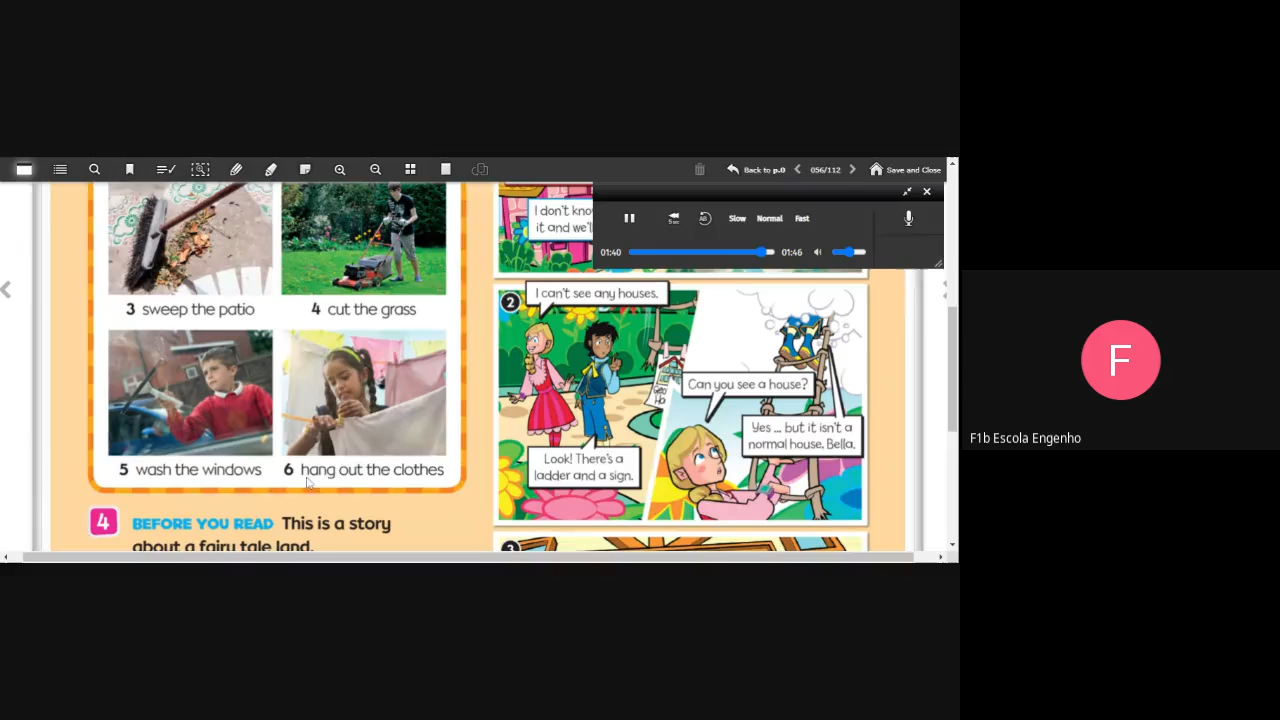 Back to p.0
056/112
Save and Close
AB
Slow
Normal
Fast
01:40
01:46
3 sweep the patio
4 cut the grass
5 wash the windows
6 hang out the clothes
4
BEFORE YOU READ This is a story
about a fairy tale land.
I don't kno
it and we'l
2
I can't see any houses.
Look! There's a
ladder and a sign.
Can you see a house?
Yes ... but it isn't a
normal house, Bella.
3
F
F1b Escola Engenho